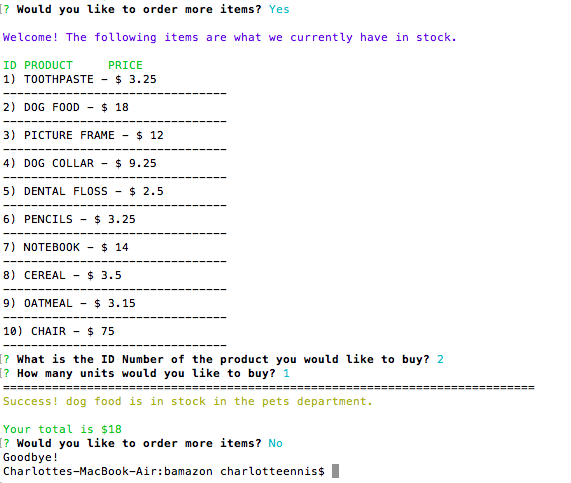 [? Would you like to order more items? Yes
Welcome! The following items are what we currently have in stock.
ID PRODUCT     PRICE
1) TOOTHPASTE - $ 3.25
--------------------------------
2) DOG FOOD - $ 18
--------------------------------
3) PICTURE FRAME - $ 12
--------------------------------
4) DOG COLLAR - $ 9.25
--------------------------------
5) DENTAL FLOSS - $ 2.5
--------------------------------
6) PENCILS - $ 3.25
--------------------------------
7) NOTEBOOK - $ 14
--------------------------------
8) CEREAL - $ 3.5
--------------------------------
9) OATMEAL - $ 3.15
--------------------------------
10) CHAIR - $ 75
--------------------------------
[? What is the ID Number of the product you would like to buy? 2
[? How many units would you like to buy? 1
============================================================================
Success! dog food is in stock in the pets department.
Your total is $18
[? Would you like to order more items? No
Goodbye!
Charlottes-MacBook-Air:bamazon charlotteennis$